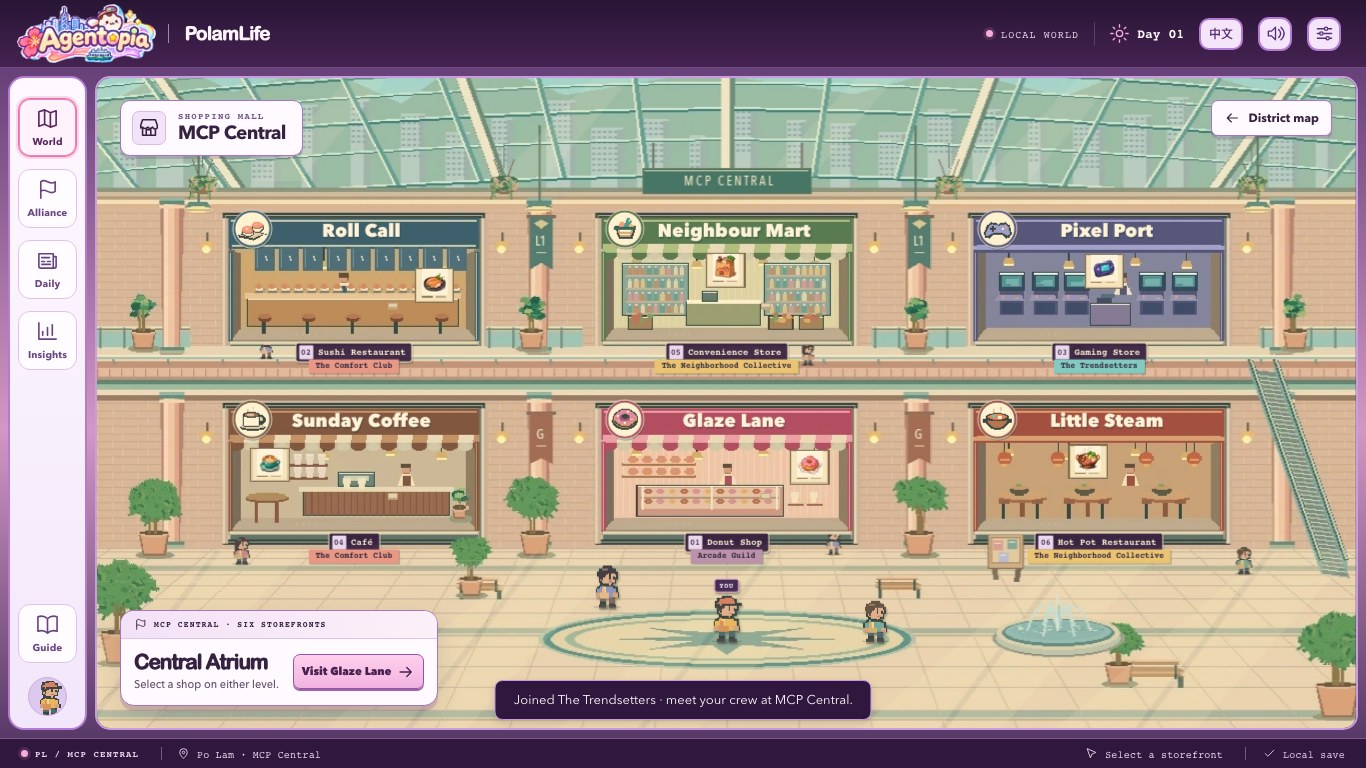 Agentopia
PolamLife
LOCAL WORLD
Day 01
中文
World
Alliance
Daily
Insights
Guide
SHOPPING MALL
MCP Central
District map
MCP CENTRAL
Roll Call
Neighbour Mart
Pixel Port
L1
L1
02 Sushi Restaurant
The Comfort Club
05 Convenience Store
The Neighborhood Collective
03 Gaming Store
The Trendsetters
Sunday Coffee
Glaze Lane
Little Steam
G
G
04 Café
The Comfort Club
01 Donut Shop
Arcade Guild
06 Hot Pot Restaurant
The Neighborhood Collective
YOU
MCP CENTRAL · SIX STOREFRONTS
Central Atrium
Select a shop on either level.
Visit Glaze Lane
Joined The Trendsetters · meet your crew at MCP Central.
PL / MCP CENTRAL
Po Lam · MCP Central
Select a storefront
Local save